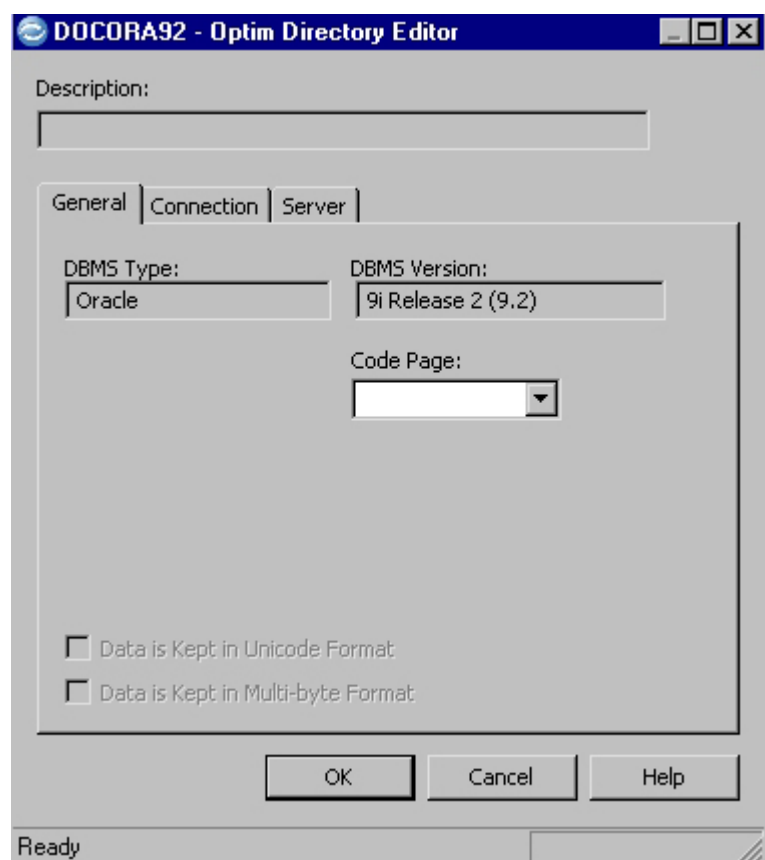 DOCORA92 - Optim Directory Editor
Description:
General Connection Server
DBMS Type: DBMS Version:
Oracle 9i Release 2 (9.2)
Code Page:
Data is Kept in Unicode Format
Data is Kept in Multi-byte Format
OK Cancel Help
Ready